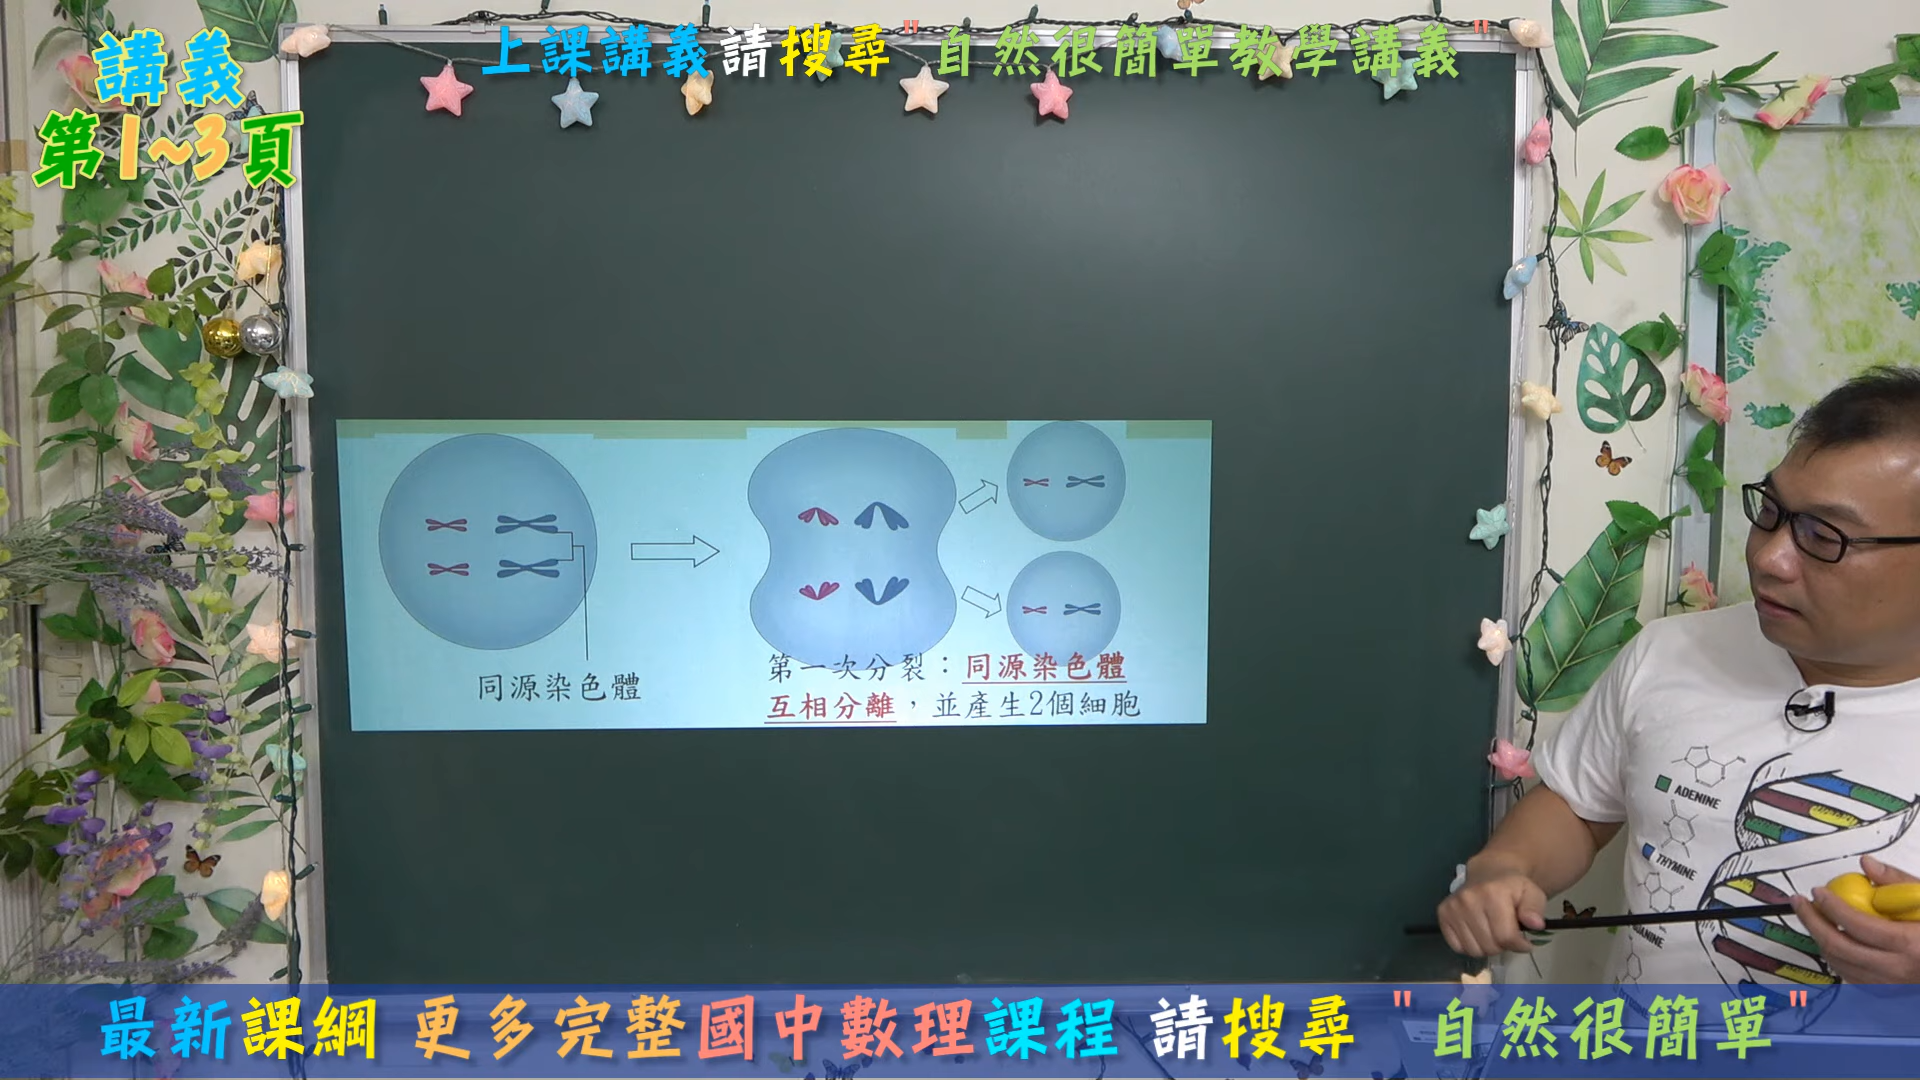 講義
第1~3頁
上課講義請搜尋"自然很簡單教學講義"
同源染色體
第一次分裂：同源染色體
互相分離，並產生2個細胞
ADENINE
THYMINE
最新課綱 更多完整國中數理課程 請搜尋 "自然很簡單"